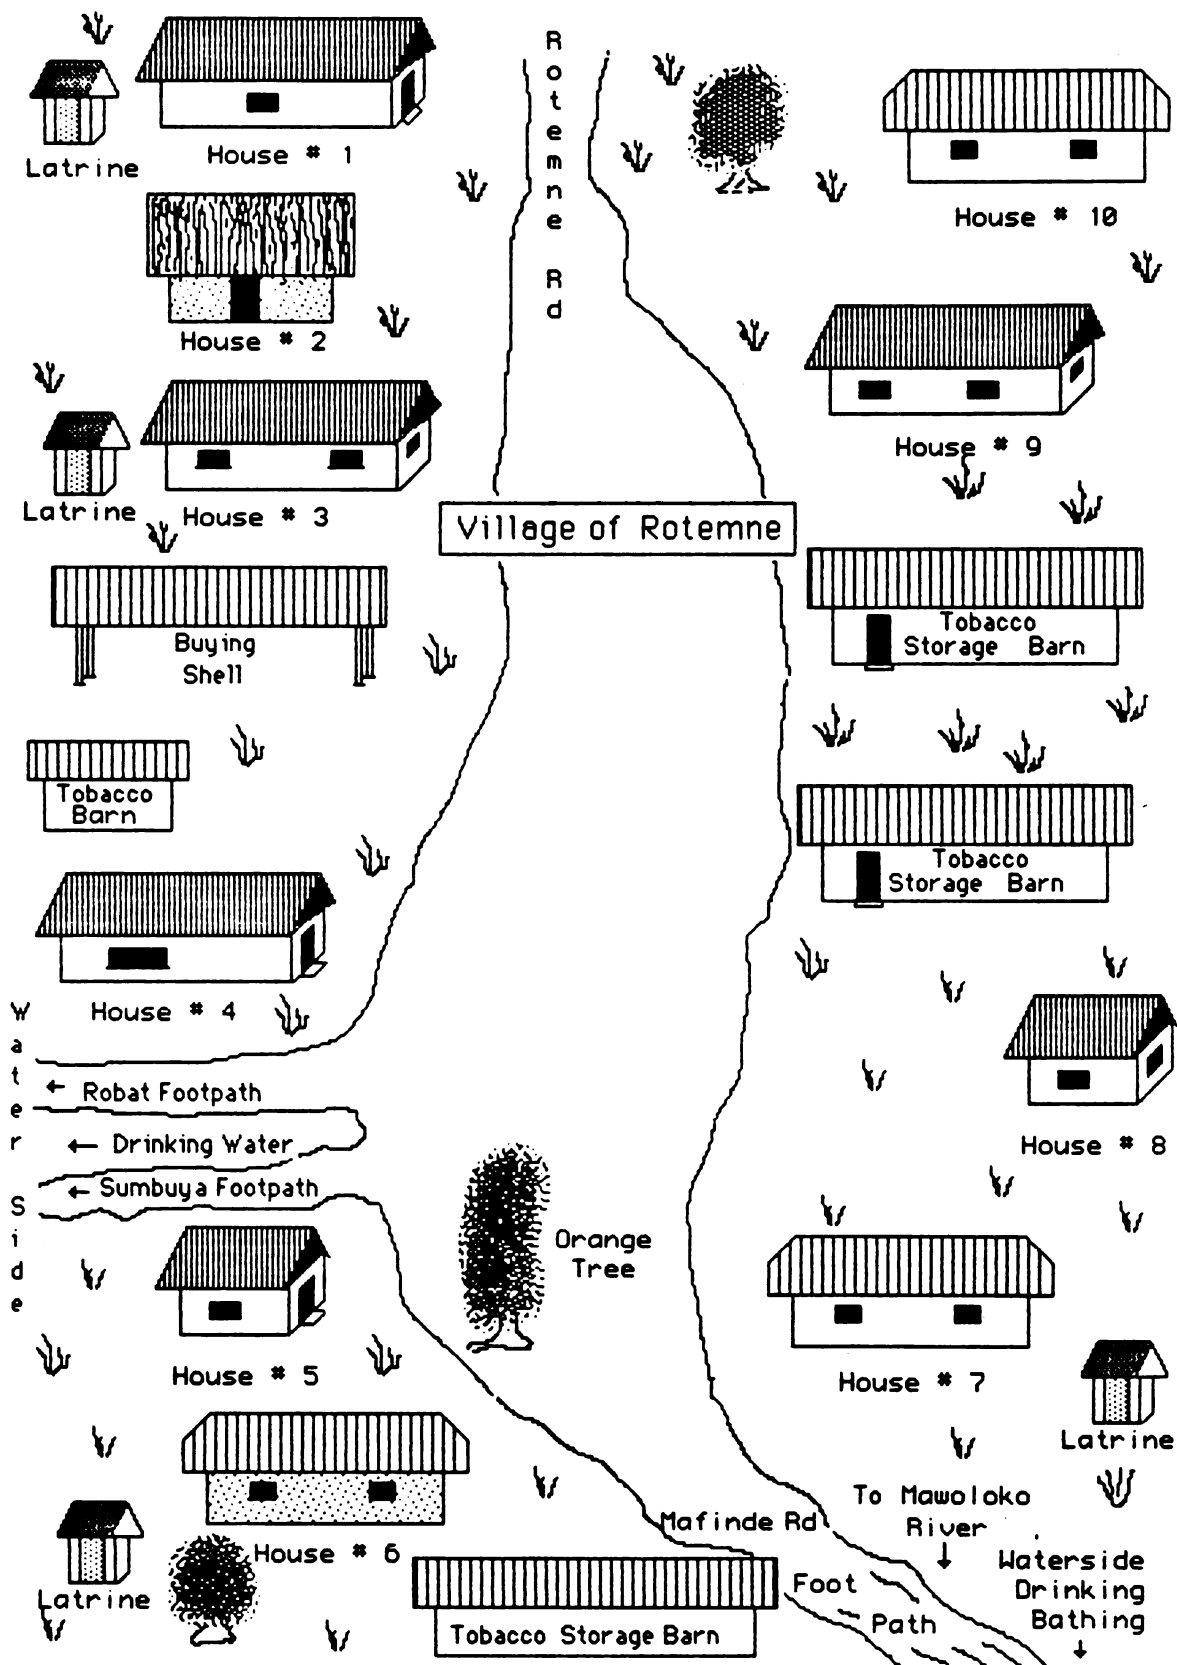 Rotemne Rd
Latrine
House # 1
House # 10
House # 2
House # 9
Latrine
House # 3
Village of Rotemne
Buying
Shell
Tobacco
Storage Barn
Tobacco
Barn
Tobacco
Storage Barn
House # 4
Water Side
← Robat Footpath
← Drinking Water
← Sumbuya Footpath
House # 8
Orange
Tree
House # 5
House # 7
Latrine
To Mawoloko
River
↓
Mafinde Rd
House # 6
Latrine
Foot
Path
Waterside
Drinking
Bathing
↓
Tobacco Storage Barn